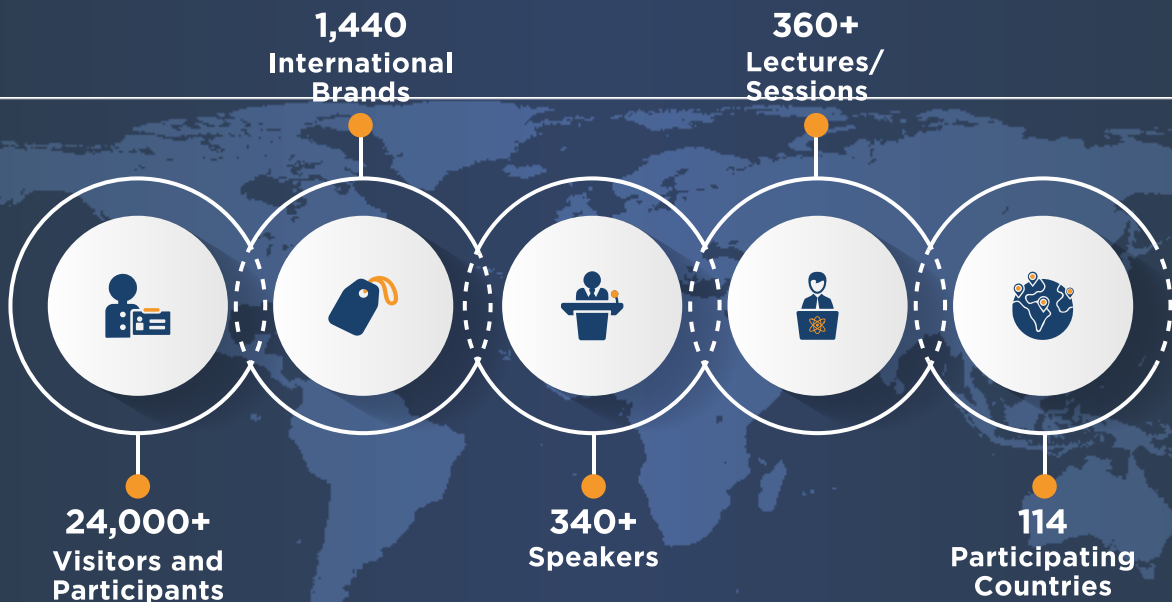 1,440
International
Brands
360+
Lectures/
Sessions
24,000+
Visitors and
Participants
340+
Speakers
114
Participating
Countries